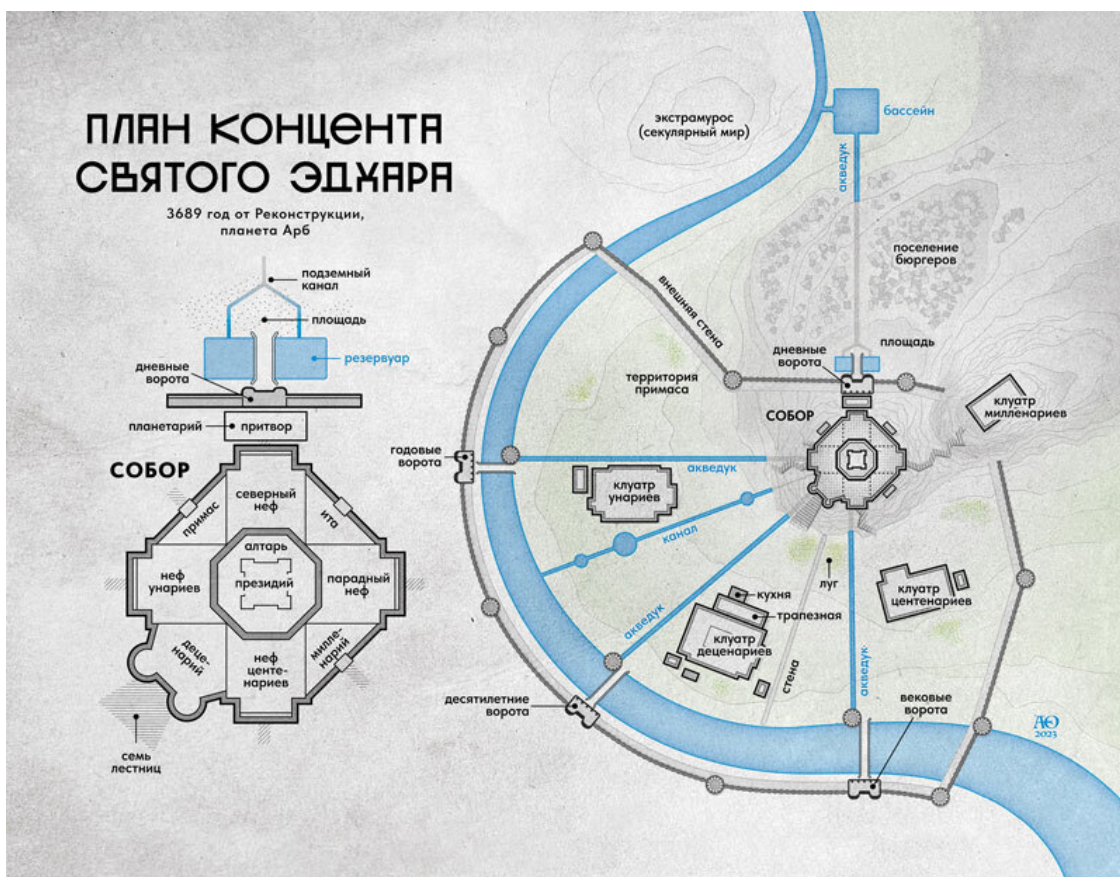 ПЛАН КОНЦЕНТА
СВЯТОГО ЭДХАРА
3689 год от Реконструкции,
планета Арб
подземный
канал
площадь
резервуар
дневные
ворота
планетарий
притвор
СОБОР
примас
северный
неф
ита
алтарь
президий
неф
унариев
парадный
неф
деце-
нарий
неф
центе-
нариев
милле-
нарий
семь
лестниц
экстрамурос
(секулярный мир)
бассейн
акведук
поселение
бюргеров
внешняя стена
площадь
дневные
ворота
территория
примаса
СОБОР
клуатр
милленариев
годовые
ворота
акведук
клуатр
унариев
канал
луг
клуатр
центенариев
кухня
трапезная
клуатр
деценариев
акведук
стена
акведук
десятилетние
ворота
вековые
ворота
АѲ
2023